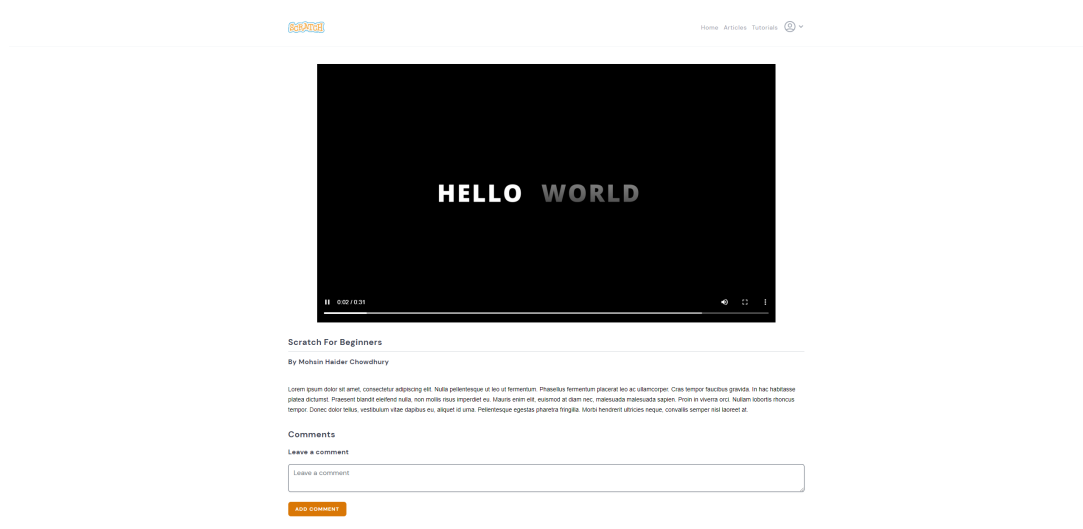 SCRATCH
Home Articles Tutorials
HELLO WORLD
0:02 / 0:31
Scratch For Beginners
By Mohsin Haider Chowdhury
Lorem ipsum dolor sit amet, consectetur adipiscing elit. Nulla pellentesque ut leo ut fermentum. Phasellus fermentum placerat leo ac ullamcorper. Cras tempor faucibus gravida. In hac habitasse
platea dictumst. Praesent blandit eleifend nulla, non mollis risus imperdiet eu. Mauris enim elit, euismod at diam nec, malesuada malesuada sapien. Proin in viverra orci. Nullam lobortis rhoncus
tempor. Donec dolor tellus, vestibulum vitae dapibus eu, aliquet id urna. Pellentesque egestas pharetra fringilla. Morbi hendrerit ultricies neque, convallis semper nisl laoreet at.
Comments
Leave a comment
Leave a comment
ADD COMMENT